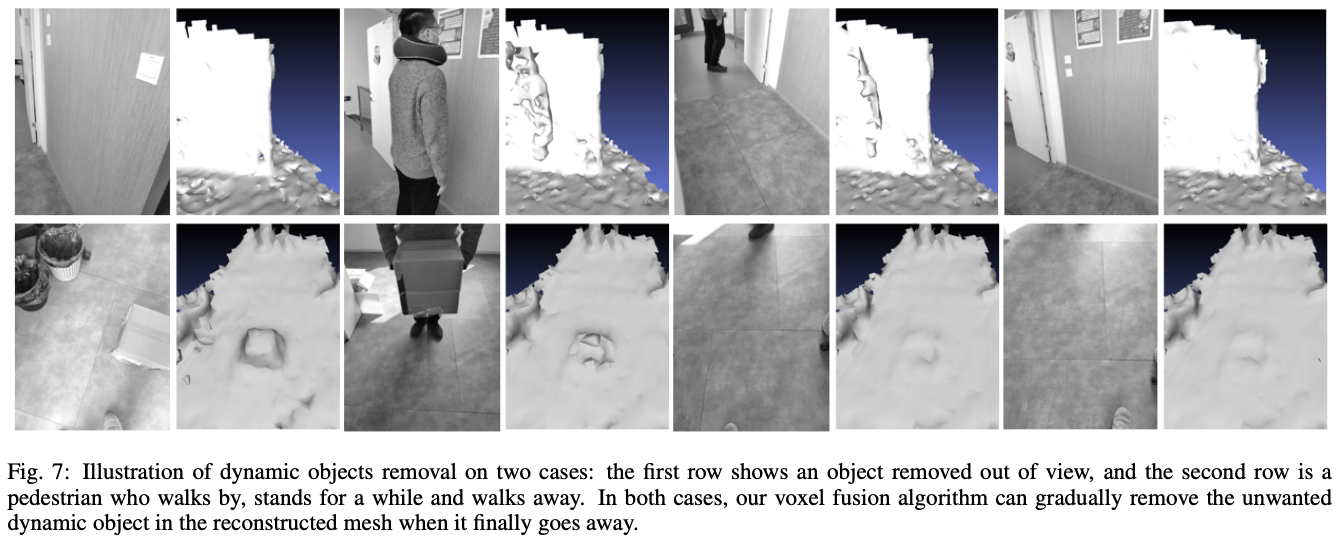 Fig. 7: Illustration of dynamic objects removal on two cases: the first row shows an object removed out of view, and the second row is a
pedestrian who walks by, stands for a while and walks away. In both cases, our voxel fusion algorithm can gradually remove the unwanted
dynamic object in the reconstructed mesh when it finally goes away.